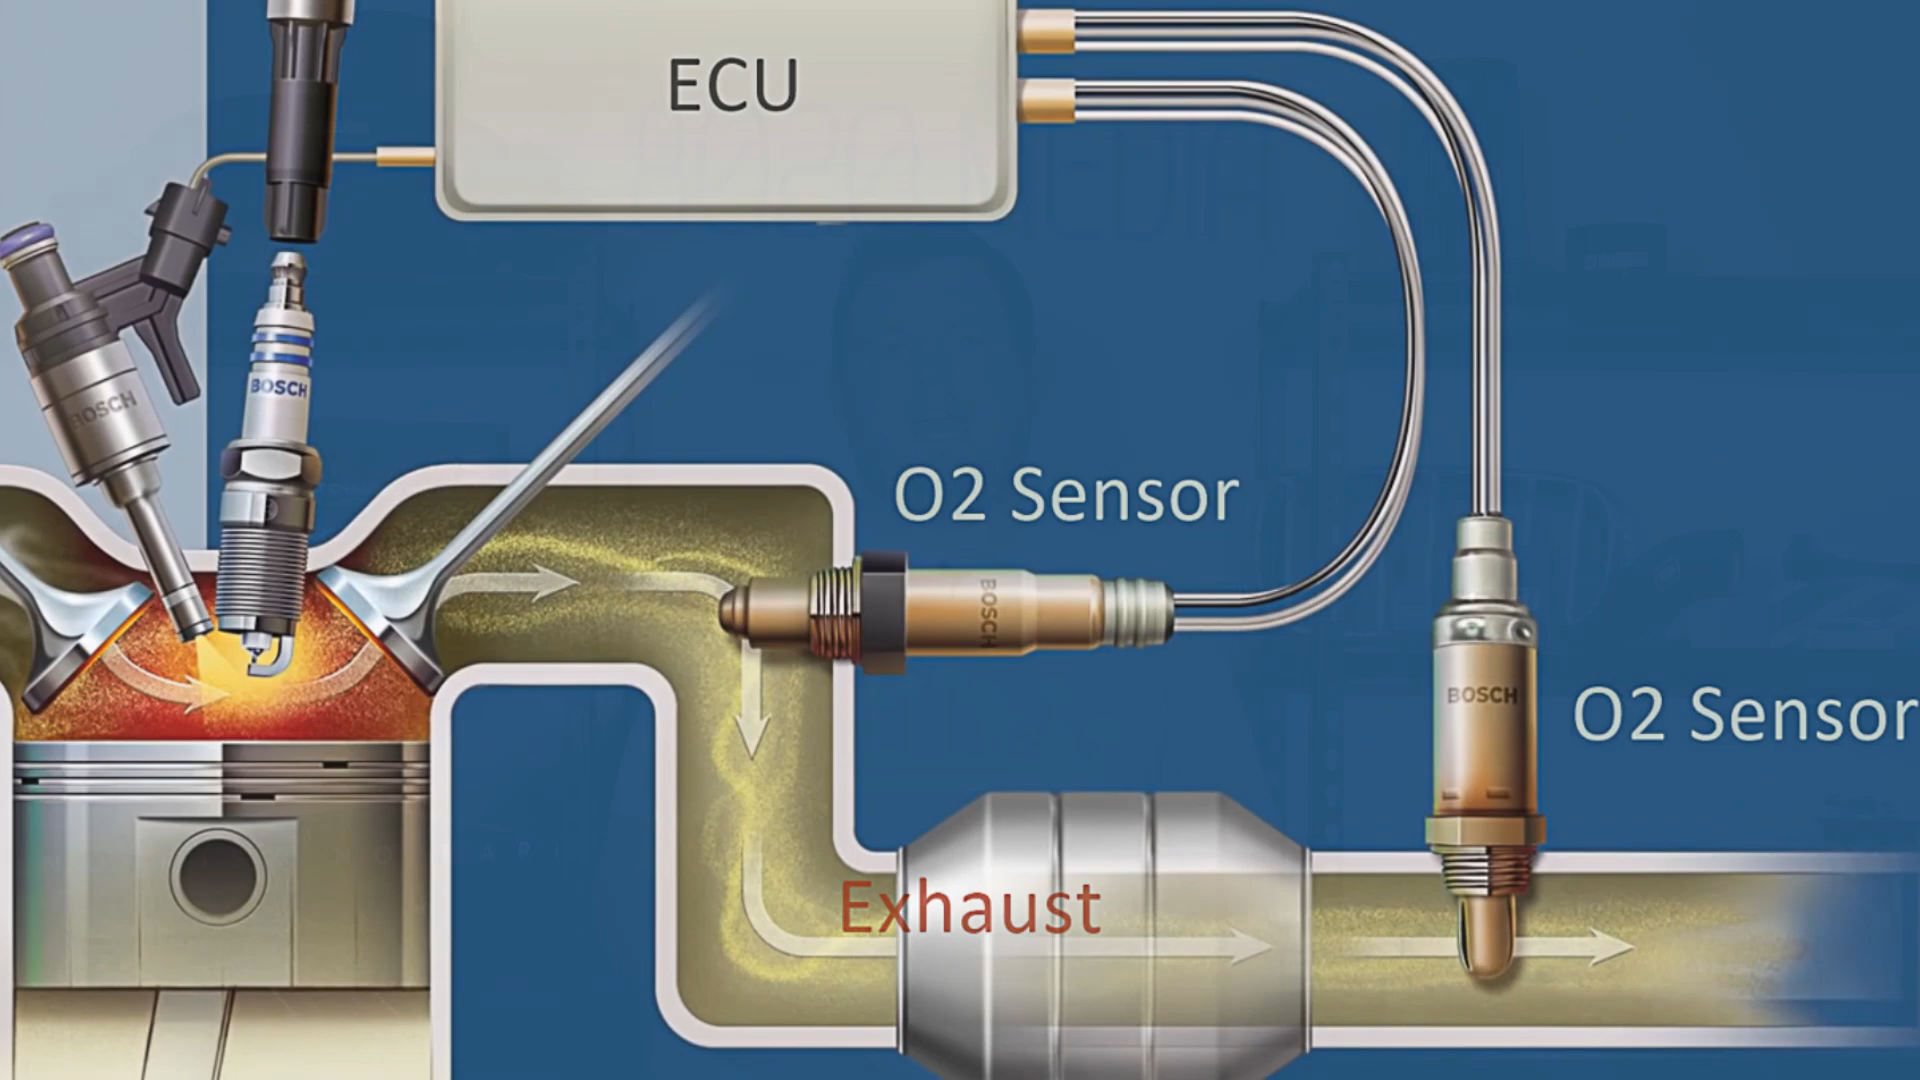 ECU
BOSCH
BOSCH
O2 Sensor
BOSCH
BOSCH
O2 Sensor
Exhaust